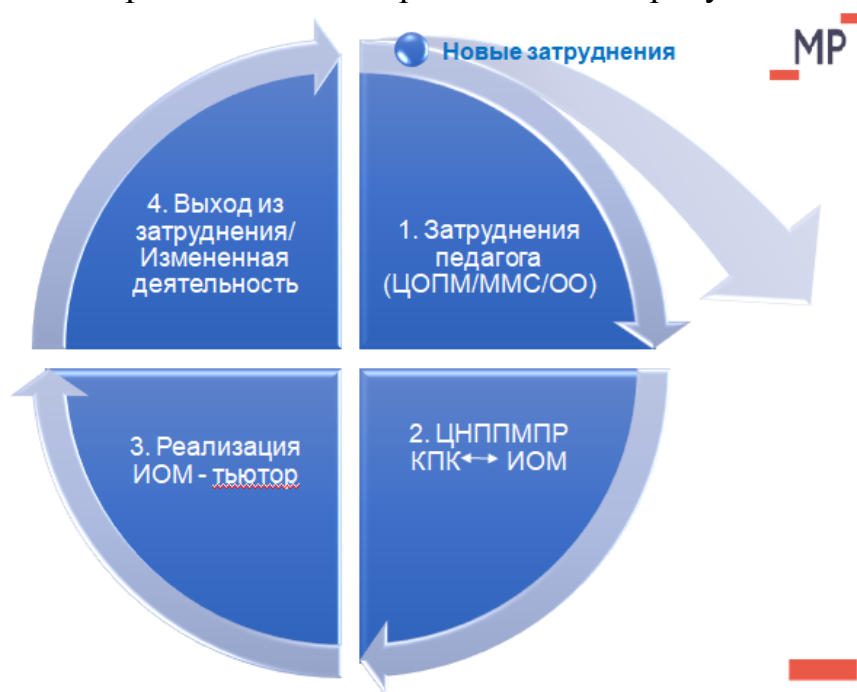 Новые затруднения
МР
4. Выход из
затруднения/
Измененная
деятельность
1. Затруднения
педагога
(ЦОПМ/ММС/ОО)
3. Реализация
ИОМ - тьютор
2. ЦНППМПР
КПК↔ ИОМ